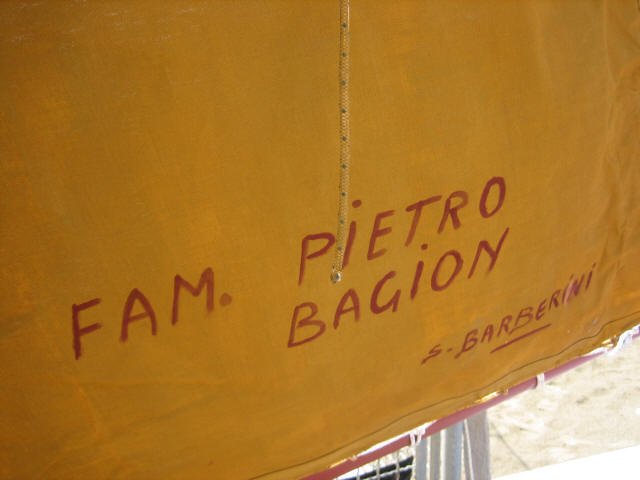 FAM. PiETRO
BAGiON
S. BARBERiNi